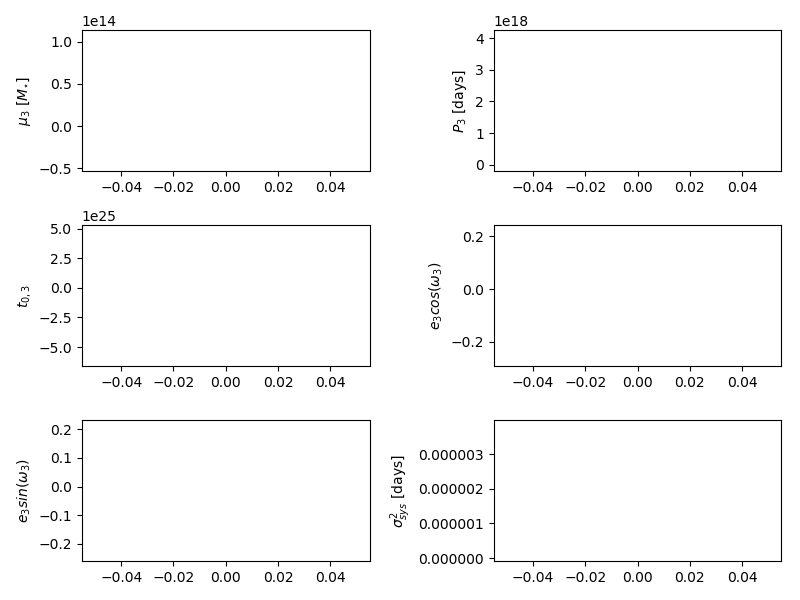 1e14
μ₃ [M⋆]
1.0
0.5
0.0
−0.5
−0.04 −0.02 0.00 0.02 0.04
1e18
P₃ [days]
4
3
2
1
0
−0.04 −0.02 0.00 0.02 0.04
1e25
t₀,₃
5.0
2.5
0.0
−2.5
−5.0
−0.04 −0.02 0.00 0.02 0.04
e₃cos(ω₃)
0.2
0.0
−0.2
−0.04 −0.02 0.00 0.02 0.04
e₃sin(ω₃)
0.2
0.1
0.0
−0.1
−0.2
−0.04 −0.02 0.00 0.02 0.04
σ²_sys [days]
0.000003
0.000002
0.000001
0.000000
−0.04 −0.02 0.00 0.02 0.04